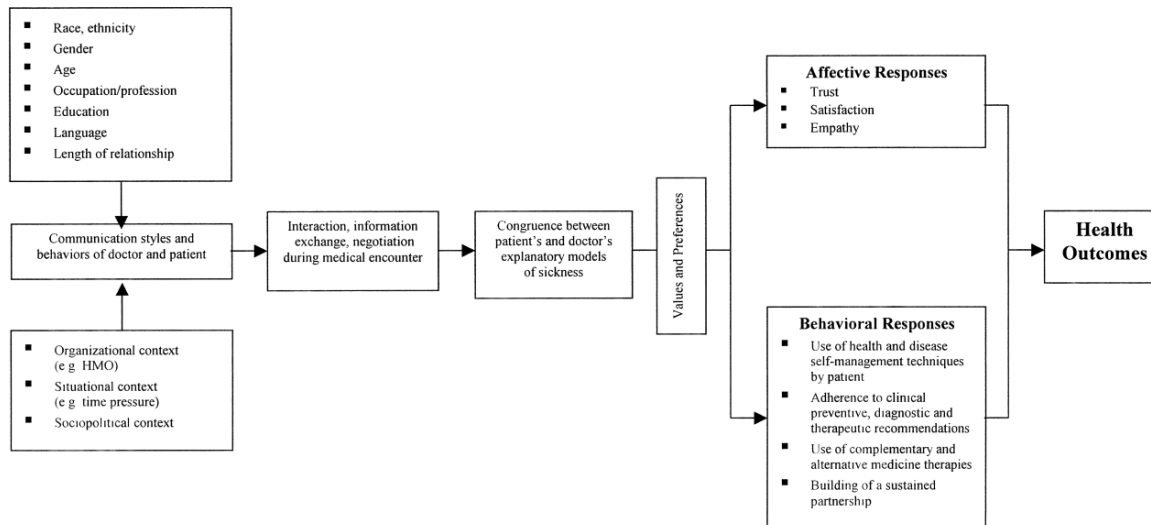 ■ Race, ethnicity
■ Gender
■ Age
■ Occupation/profession
■ Education
■ Language
■ Length of relationship
Communication styles and
behaviors of doctor and patient
■ Organizational context
(e g HMO)
■ Situational context
(e g time pressure)
■ Sociopolitical context
Interaction, information
exchange, negotiation
during medical encounter
Congruence between
patient's and doctor's
explanatory models
of sickness
Values and Preferences
Affective Responses
■ Trust
■ Satisfaction
■ Empathy
Behavioral Responses
■ Use of health and disease
self-management techniques
by patient
■ Adherence to clinical
preventive, diagnostic and
therapeutic recommendations
■ Use of complementary and
alternative medicine therapies
■ Building of a sustained
partnership
Health
Outcomes